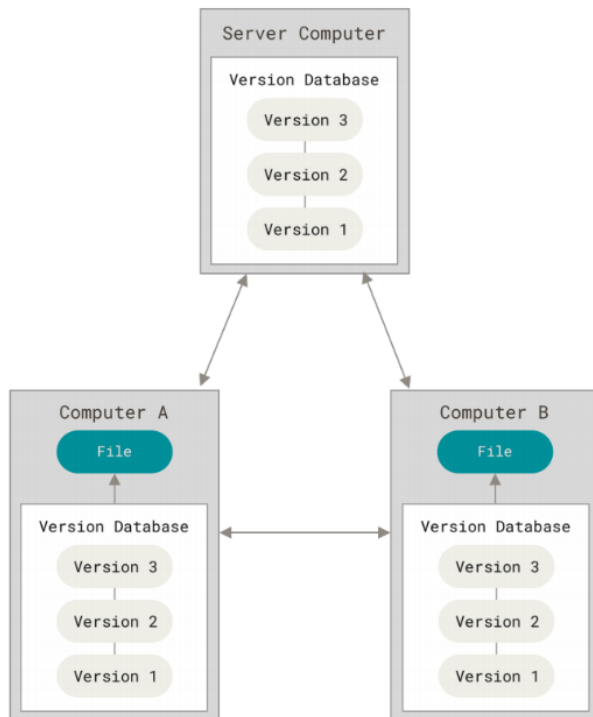 Server Computer
Version Database
Version 3
Version 2
Version 1
Computer A
File
Version Database
Version 3
Version 2
Version 1
Computer B
File
Version Database
Version 3
Version 2
Version 1